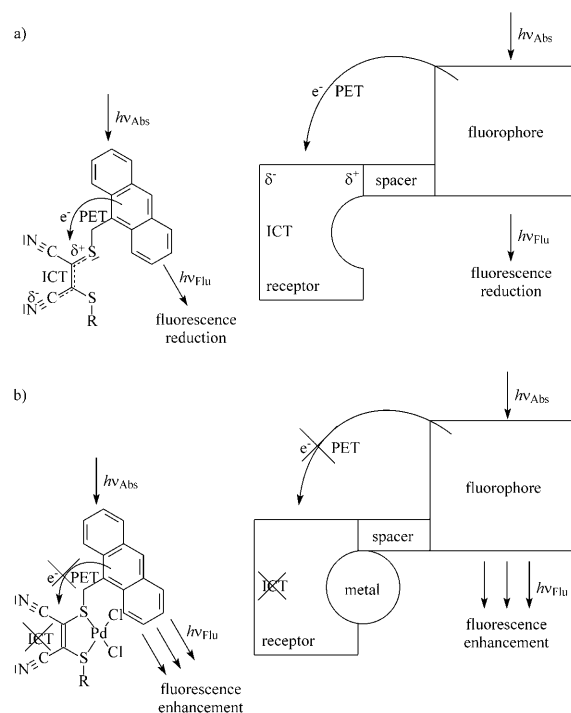 a)
hνAbs
e⁻ PET
|N
C
δ⁺
S
ICT
δ⁻
|N
C
S
R
hνFlu
fluorescence
reduction
hνAbs
e⁻ PET
fluorophore
δ⁻
δ⁺
spacer
ICT
receptor
hνFlu
fluorescence
reduction
b)
hνAbs
e⁻ PET
|N
C
S
Cl
ICT
Pd
|N
C
S
Cl
R
hνFlu
fluorescence
enhancement
hνAbs
e⁻ PET
fluorophore
spacer
ICT
metal
receptor
hνFlu
fluorescence
enhancement